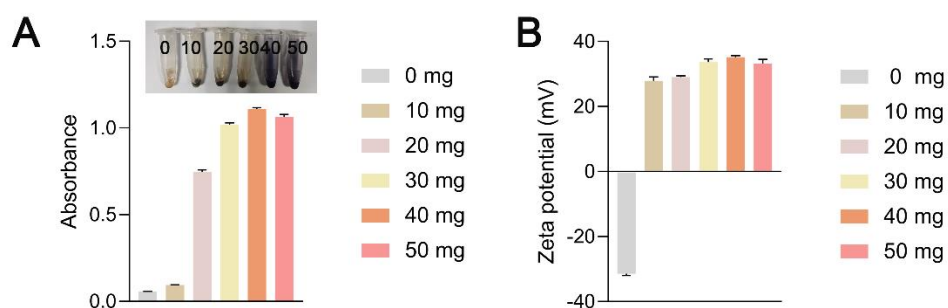 A
1.5
1.0
0.5
0.0
Absorbance
0 10 20 30 40 50
0 mg
10 mg
20 mg
30 mg
40 mg
50 mg
B
40
20
0
-20
-40
Zeta potential (mV)
0 mg
10 mg
20 mg
30 mg
40 mg
50 mg